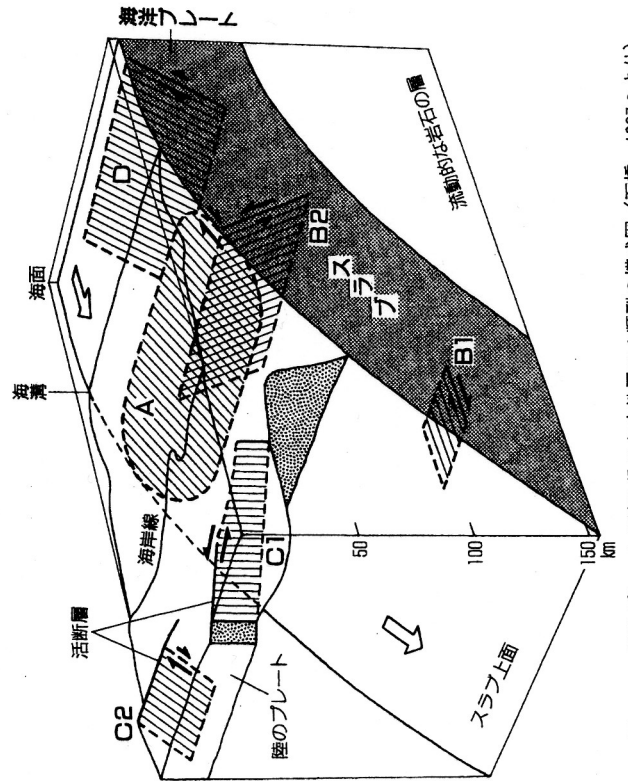 海洋プレート
海面
海溝
海岸線
活断層
D
A
B2
スラブ
B1
C1
C2
陸のプレート
スラブ上面
流動的な岩石の層
50
100
150
km